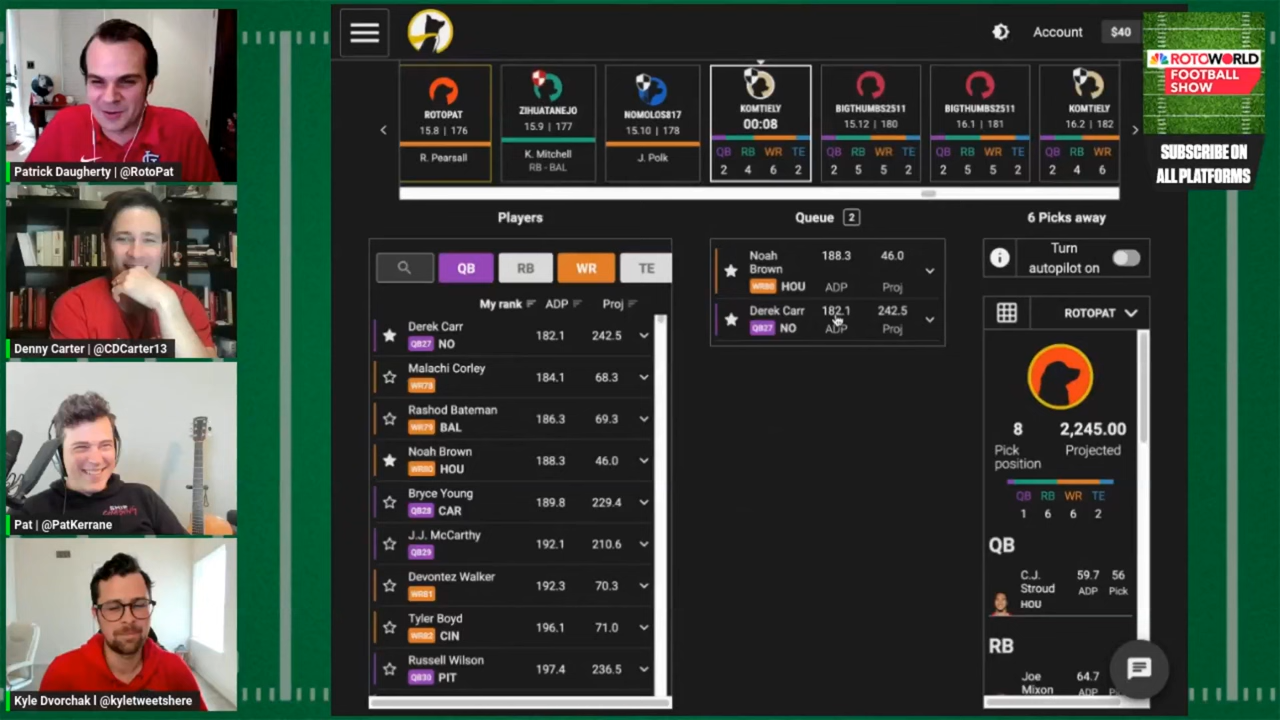 Patrick Daugherty | @RotoPat
Denny Carter | @CDCarter13
Pat | @PatKerrane
Kyle Dvorchak | @kyletweetshere
Account
$40
ROTOWORLD
FOOTBALL
SHOW
SUBSCRIBE ON
ALL PLATFORMS
ROTOPAT
15.8 | 176
R. Pearsall
ZIHUATANEJO
15.9 | 177
K. Mitchell
RB - BAL
NOMOLOS817
15.10 | 178
J. Polk
KOMTIELY
00:08
QB RB WR TE
2 4 6 2
BIGTHUMBS2511
15.12 | 180
QB RB WR TE
2 5 5 2
BIGTHUMBS2511
16.1 | 181
QB RB WR TE
2 5 5 2
KOMTIELY
16.2 | 182
QB RB WR
2 4 6
Players
QB RB WR TE
My rank ADP Proj
Derek Carr
QB27 NO
182.1 242.5
Malachi Corley
WR78
184.1 68.3
Rashod Bateman
WR79 BAL
186.3 69.3
Noah Brown
WR80 HOU
188.3 46.0
Bryce Young
QB28 CAR
189.8 229.4
J.J. McCarthy
QB29
192.1 210.6
Devontez Walker
WR81
192.3 70.3
Tyler Boyd
WR82 CIN
196.1 71.0
Russell Wilson
QB30 PIT
197.4 236.5
Queue 2
Noah
Brown
WR80 HOU
188.3 46.0
ADP Proj
Derek Carr
QB27 NO
182.1 242.5
ADP Proj
6 Picks away
Turn
autopilot on
ROTOPAT
8 2,245.00
Pick
position
Projected
QB RB WR TE
1 6 6 2
QB
C.J.
Stroud
HOU
59.7 56
ADP Pick
RB
Joe
Mixon
64.7